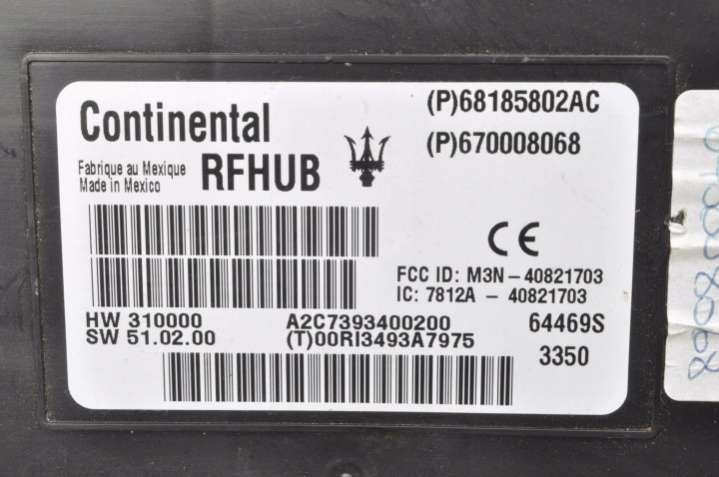 Continental
(P)68185802AC
(P)670008068
Fabrique au Mexique
Made in Mexico
RFHUB
CE
FCC ID: M3N-40821703
IC: 7812A - 40821703
HW 310000
A2C7393400200
64469S
SW 51.02.00
(T)00RI3493A7975
3350